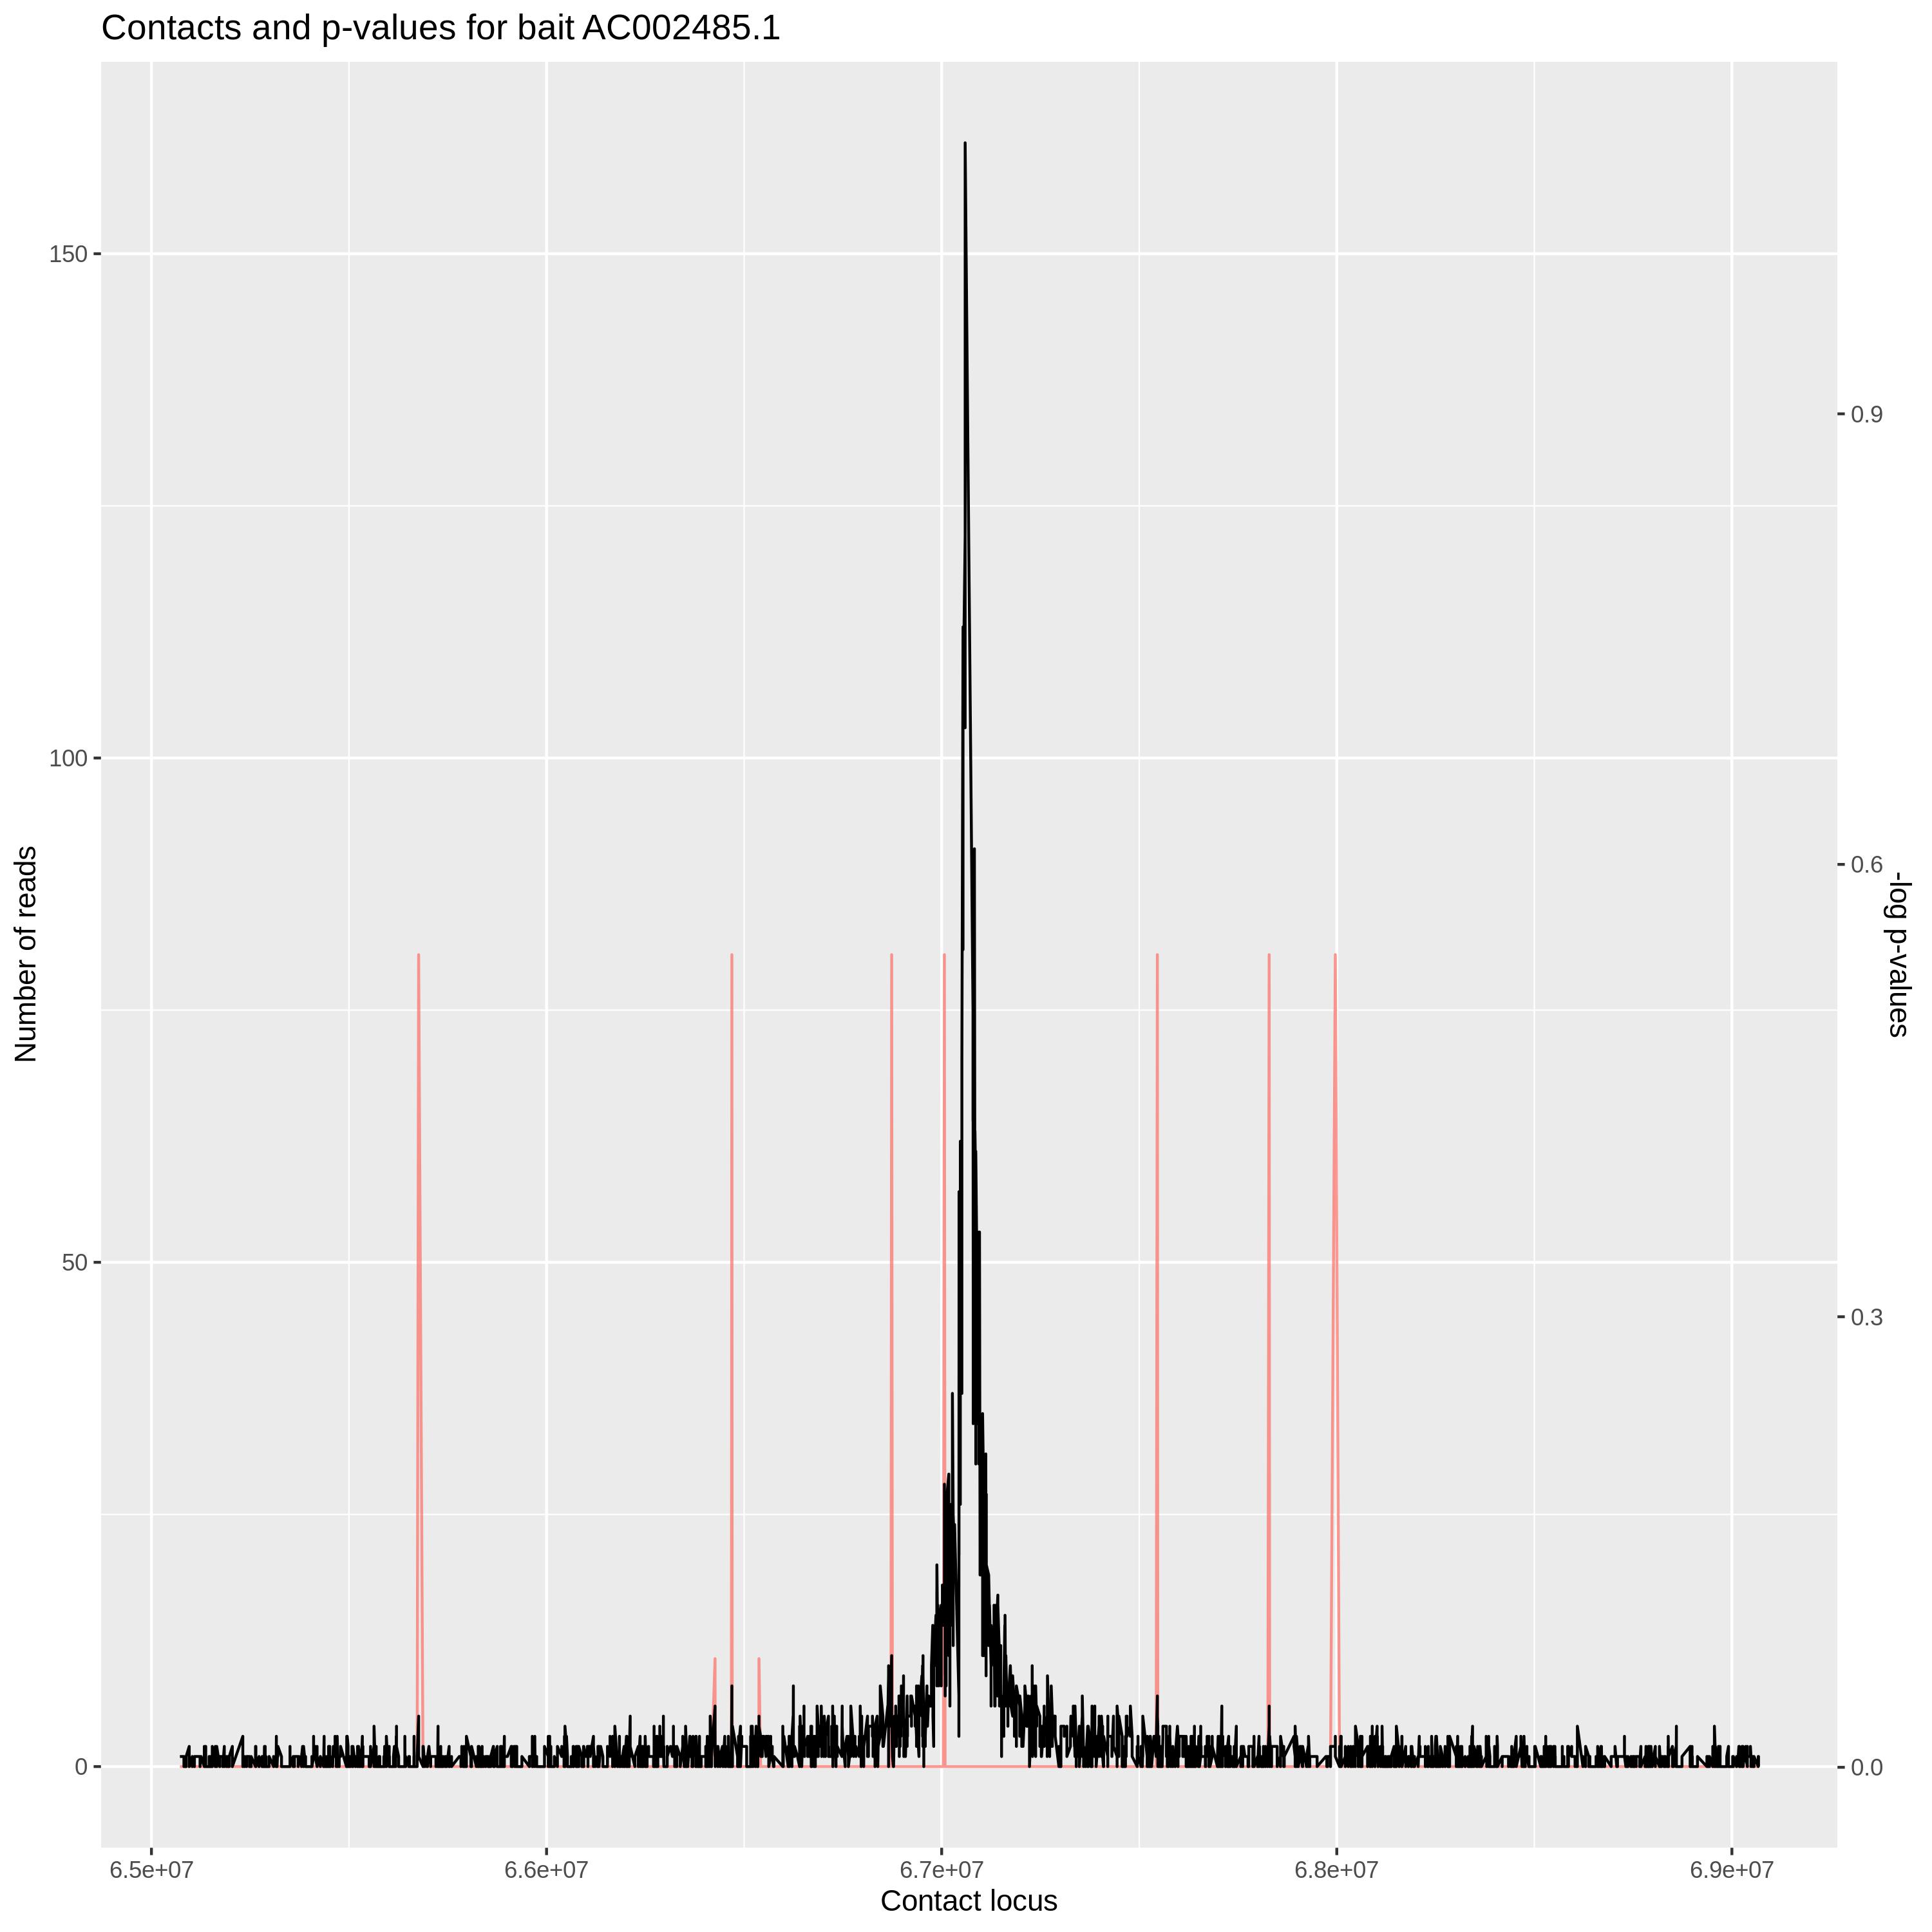 Contacts and p-values for bait AC002485.1
150
100
50
0
Number of reads
0.9
0.6
0.3
0.0
-log p-values
6.5e+07 6.6e+07 6.7e+07 6.8e+07 6.9e+07
Contact locus